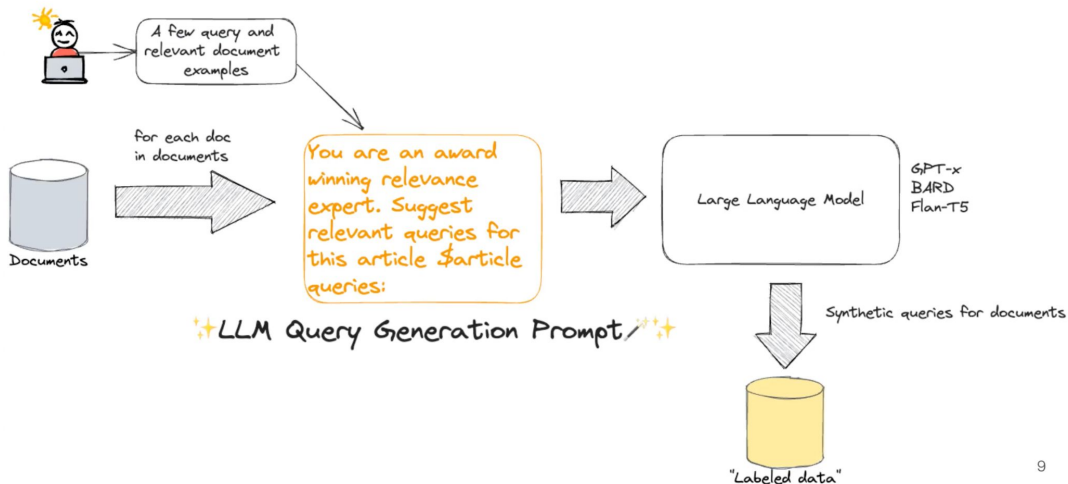 A few query and
relevant document
examples
for each doc
in documents
Documents
You are an award
winning relevance
expert. Suggest
relevant queries for
this article $article
queries:
LLM Query Generation Prompt
Large Language Model
GPT-x
BARD
Flan-T5
Synthetic queries for documents
"Labeled data"
9